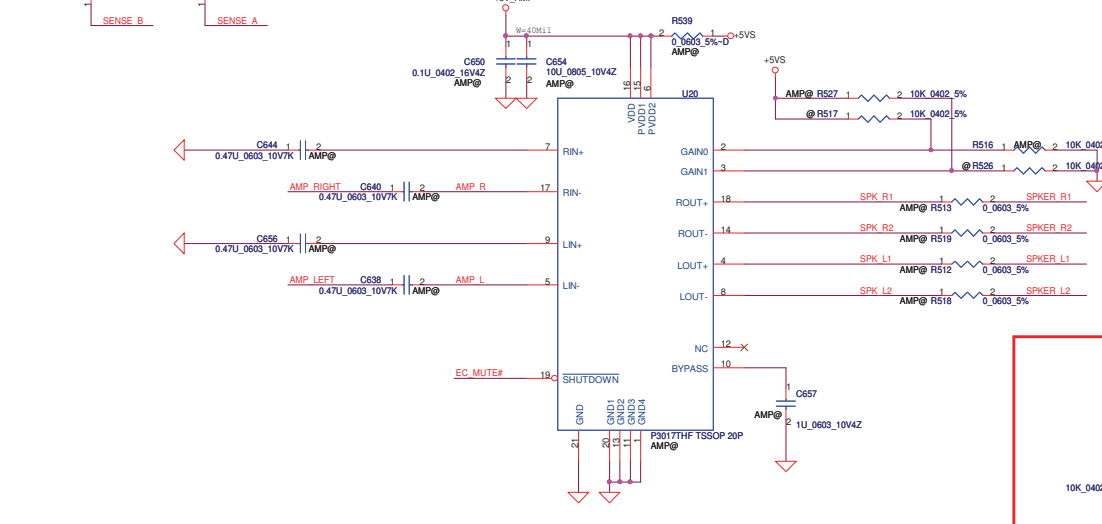 1
SENSE_B
1
SENSE_A
W=40Mil
1
1
C650
0.1U_0402_16V4Z
AMP@
2
2
C654
10U_0805_10V4Z
AMP@
R539
2
1
0_0603_5%~D
AMP@
+5VS
+5VS
U20
16
15
6
VDD
PVDD1
PVDD2
AMP@ R527
1
2
10K_0402_5%
@ R517
1
2
10K_0402_5%
C644
1
2
0.47U_0603_10V7K
AMP@
7
RIN+
GAIN0
2
R516
1
AMP@
2
GAIN1
3
@ R526
1
2
AMP_RIGHT
C640
1
2
AMP_R
0.47U_0603_10V7K
AMP@
17
RIN-
ROUT+
18
SPK_R1
1
2
SPKER_R1
AMP@ R513
0_0603_5%
ROUT-
14
SPK_R2
1
2
SPKER_R2
AMP@ R519
0_0603_5%
C656
1
2
0.47U_0603_10V7K
AMP@
9
LIN+
LOUT+
4
SPK_L1
1
2
SPKER_L1
AMP@ R512
0_0603_5%
AMP_LEFT
C638
1
2
AMP_L
0.47U_0603_10V7K
AMP@
5
LIN-
LOUT-
8
SPK_L2
1
2
SPKER_L2
AMP@ R518
0_0603_5%
NC
12
BYPASS
10
EC_MUTE#
19
SHUTDOWN
1
C657
AMP@
2
1U_0603_10V4Z
GND
GND1
GND2
GND3
GND4
21
20
13
11
1
P3017THF TSSOP 20P
AMP@